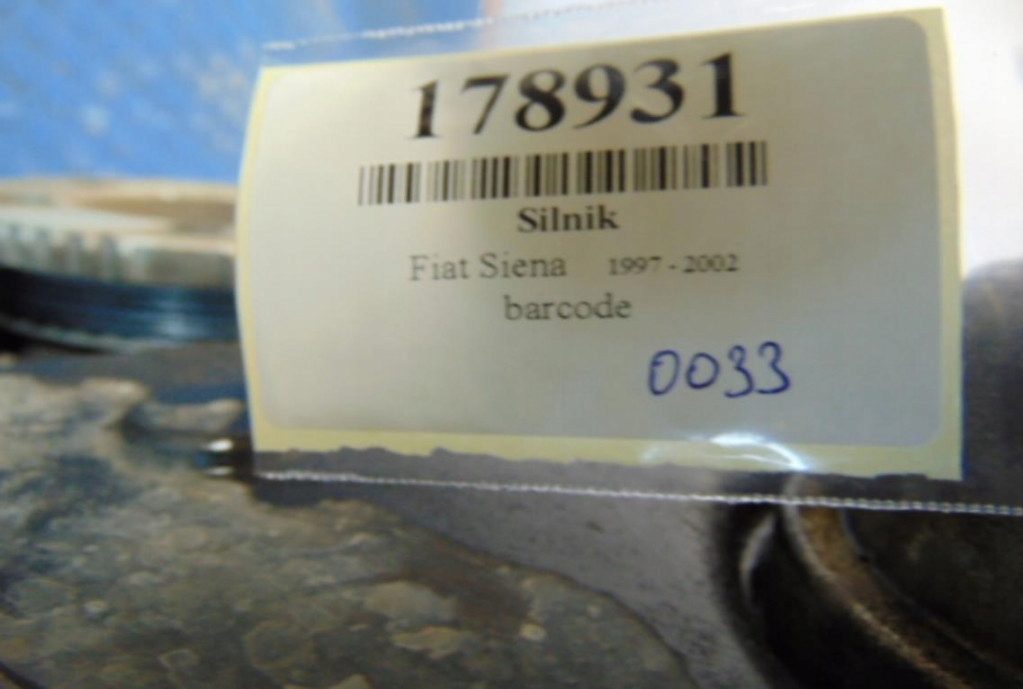 178931
Silnik
Fiat Siena 1997 - 2002
barcode
0033